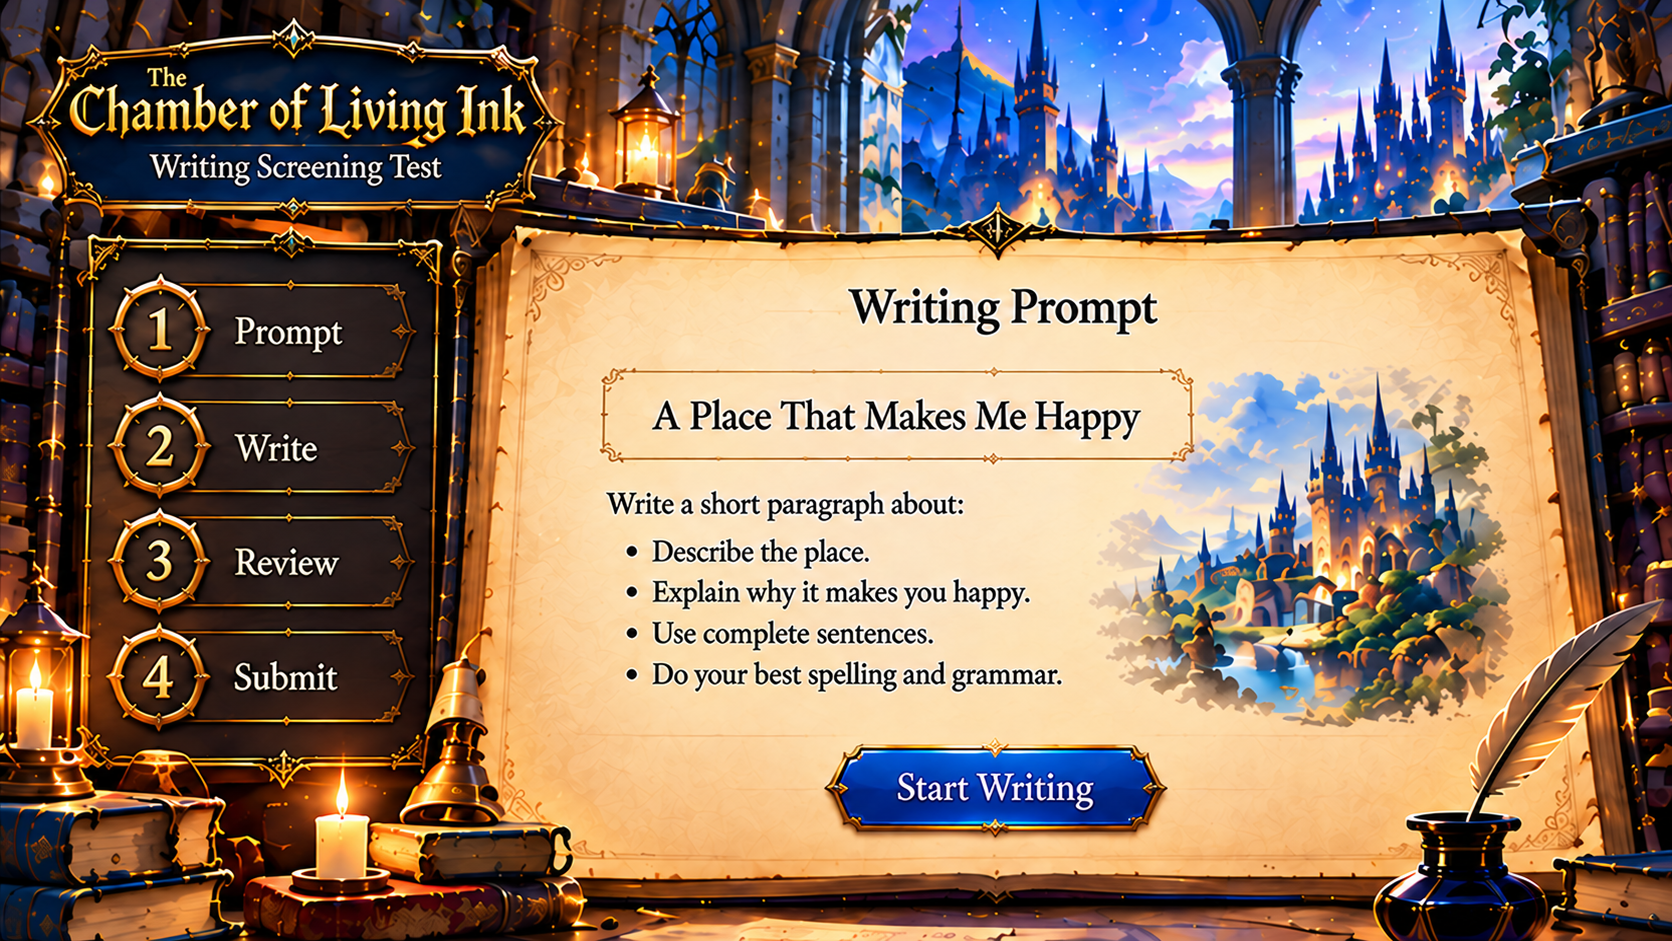 The
Chamber of Living Ink
Writing Screening Test
1 Prompt
2 Write
3 Review
4 Submit
Writing Prompt
A Place That Makes Me Happy
Write a short paragraph about:
• Describe the place.
• Explain why it makes you happy.
• Use complete sentences.
• Do your best spelling and grammar.
Start Writing